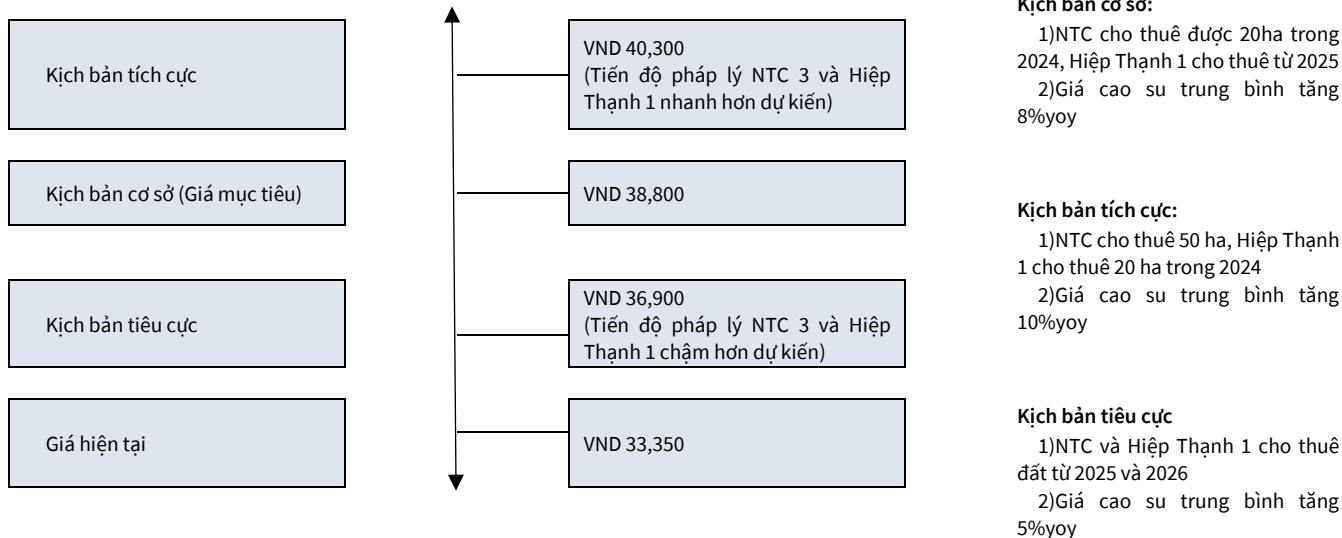 Kịch bản tích cực
VND 40,300
(Tiến độ pháp lý NTC 3 và Hiệp
Thạnh 1 nhanh hơn dự kiến)
Kịch bản cơ sở (Giá mục tiêu)
VND 38,800
Kịch bản tiêu cực
VND 36,900
(Tiến độ pháp lý NTC 3 và Hiệp
Thạnh 1 chậm hơn dự kiến)
Giá hiện tại
VND 33,350
Kịch bản cơ sở:
1)NTC cho thuê được 20ha trong
2024, Hiệp Thạnh 1 cho thuê từ 2025
2)Giá cao su trung bình tăng
8%yoy
Kịch bản tích cực:
1)NTC cho thuê 50 ha, Hiệp Thạnh
1 cho thuê 20 ha trong 2024
2)Giá cao su trung bình tăng
10%yoy
Kịch bản tiêu cực
1)NTC và Hiệp Thạnh 1 cho thuê
đất từ 2025 và 2026
2)Giá cao su trung bình tăng
5%yoy